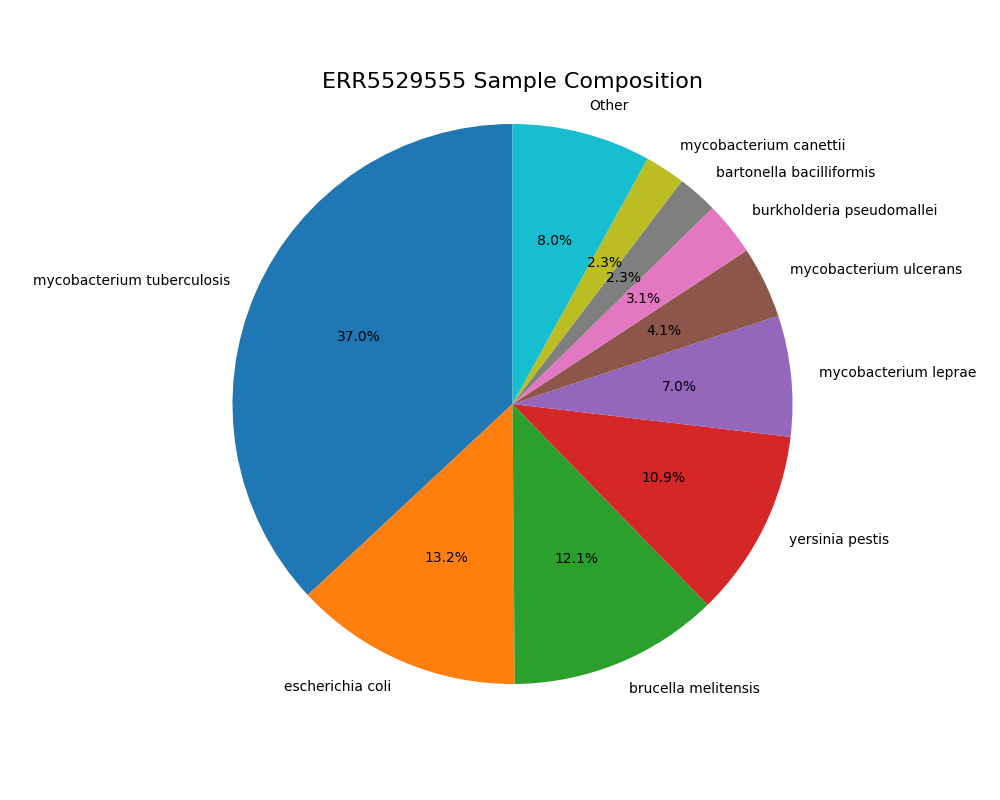 ERR5529555 Sample Composition
Other
mycobacterium canettii
bartonella bacilliformis
burkholderia pseudomallei
mycobacterium ulcerans
mycobacterium leprae
yersinia pestis
brucella melitensis
escherichia coli
mycobacterium tuberculosis
8.0%
2.3%
2.3%
3.1%
4.1%
7.0%
10.9%
12.1%
13.2%
37.0%